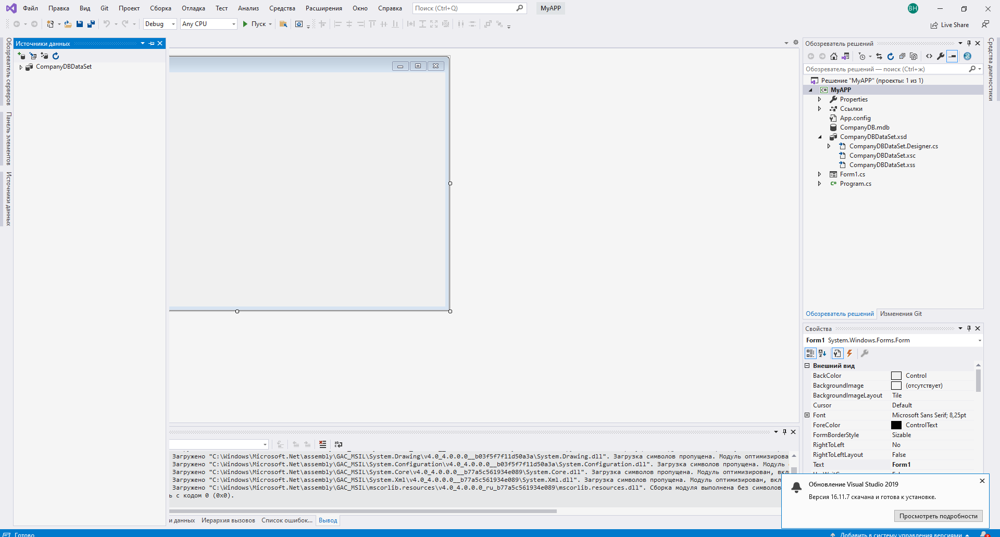 Файл Правка Вид Git Проект Сборка Отладка Тест Анализ Средства Расширения Окно Справка Поиск (Ctrl+Q) MyAPP BH
Debug Any CPU Пуск Live Share
Обозреватель серверов
Панель элементов
Источники данных
Источники данных
CompanyDBDataSet
Загружено "C:\Windows\Microsoft.Net\assembly\GAC_MSIL\System.Drawing\v4.0_4.0.0.0__b03f5f7f11d50a3a\System.Drawing.dll". Загрузка символов пропущена. Модуль оптимизирова
Загружено "C:\Windows\Microsoft.Net\assembly\GAC_MSIL\System.Configuration\v4.0_4.0.0.0__b03f5f7f11d50a3a\System.Configuration.dll". Загрузка символов пропущена. Модуль
Загружено "C:\Windows\Microsoft.Net\assembly\GAC_MSIL\System.Core\v4.0_4.0.0.0__b77a5c561934e089\System.Core.dll". Загрузка символов пропущена. Модуль оптимизирован, вкл
Загружено "C:\Windows\Microsoft.Net\assembly\GAC_MSIL\System.Xml\v4.0_4.0.0.0__b77a5c561934e089\System.Xml.dll". Загрузка символов пропущена. Модуль оптимизирован, вкл
Загружено "C:\Windows\Microsoft.Net\assembly\GAC_MSIL\mscorlib.resources\v4.0_4.0.0.0_ru_b77a5c561934e089\mscorlib.resources.dll". Сборка модуля выполнена без символов
ь с кодом 0 (0x0).
и данных Иерархия вызовов Список ошибок... Вывод
Обозреватель решений
Обозреватель решений — поиск (Ctrl+ж)
Решение "MyAPP" (проекты: 1 из 1)
C# MyAPP
Properties
Ссылки
App.config
CompanyDB.mdb
CompanyDBDataSet.xsd
CompanyDBDataSet.Designer.cs
CompanyDBDataSet.xsc
CompanyDBDataSet.xss
Form1.cs
C# Program.cs
Обозреватель решений Изменения Git
Свойства
Form1 System.Windows.Forms.Form
Внешний вид
BackColor Control
BackgroundImage (отсутствует)
BackgroundImageLayout Tile
Cursor Default
Font Microsoft Sans Serif; 8,25pt
ForeColor ControlText
FormBorderStyle Sizable
RightToLeft No
RightToLeftLayout False
Text Form1
Средства диагностики
Обновление Visual Studio 2019
Версия 16.11.7 скачана и готова к установке.
Просмотреть подробности
Готово Добавить в систему управления версиями